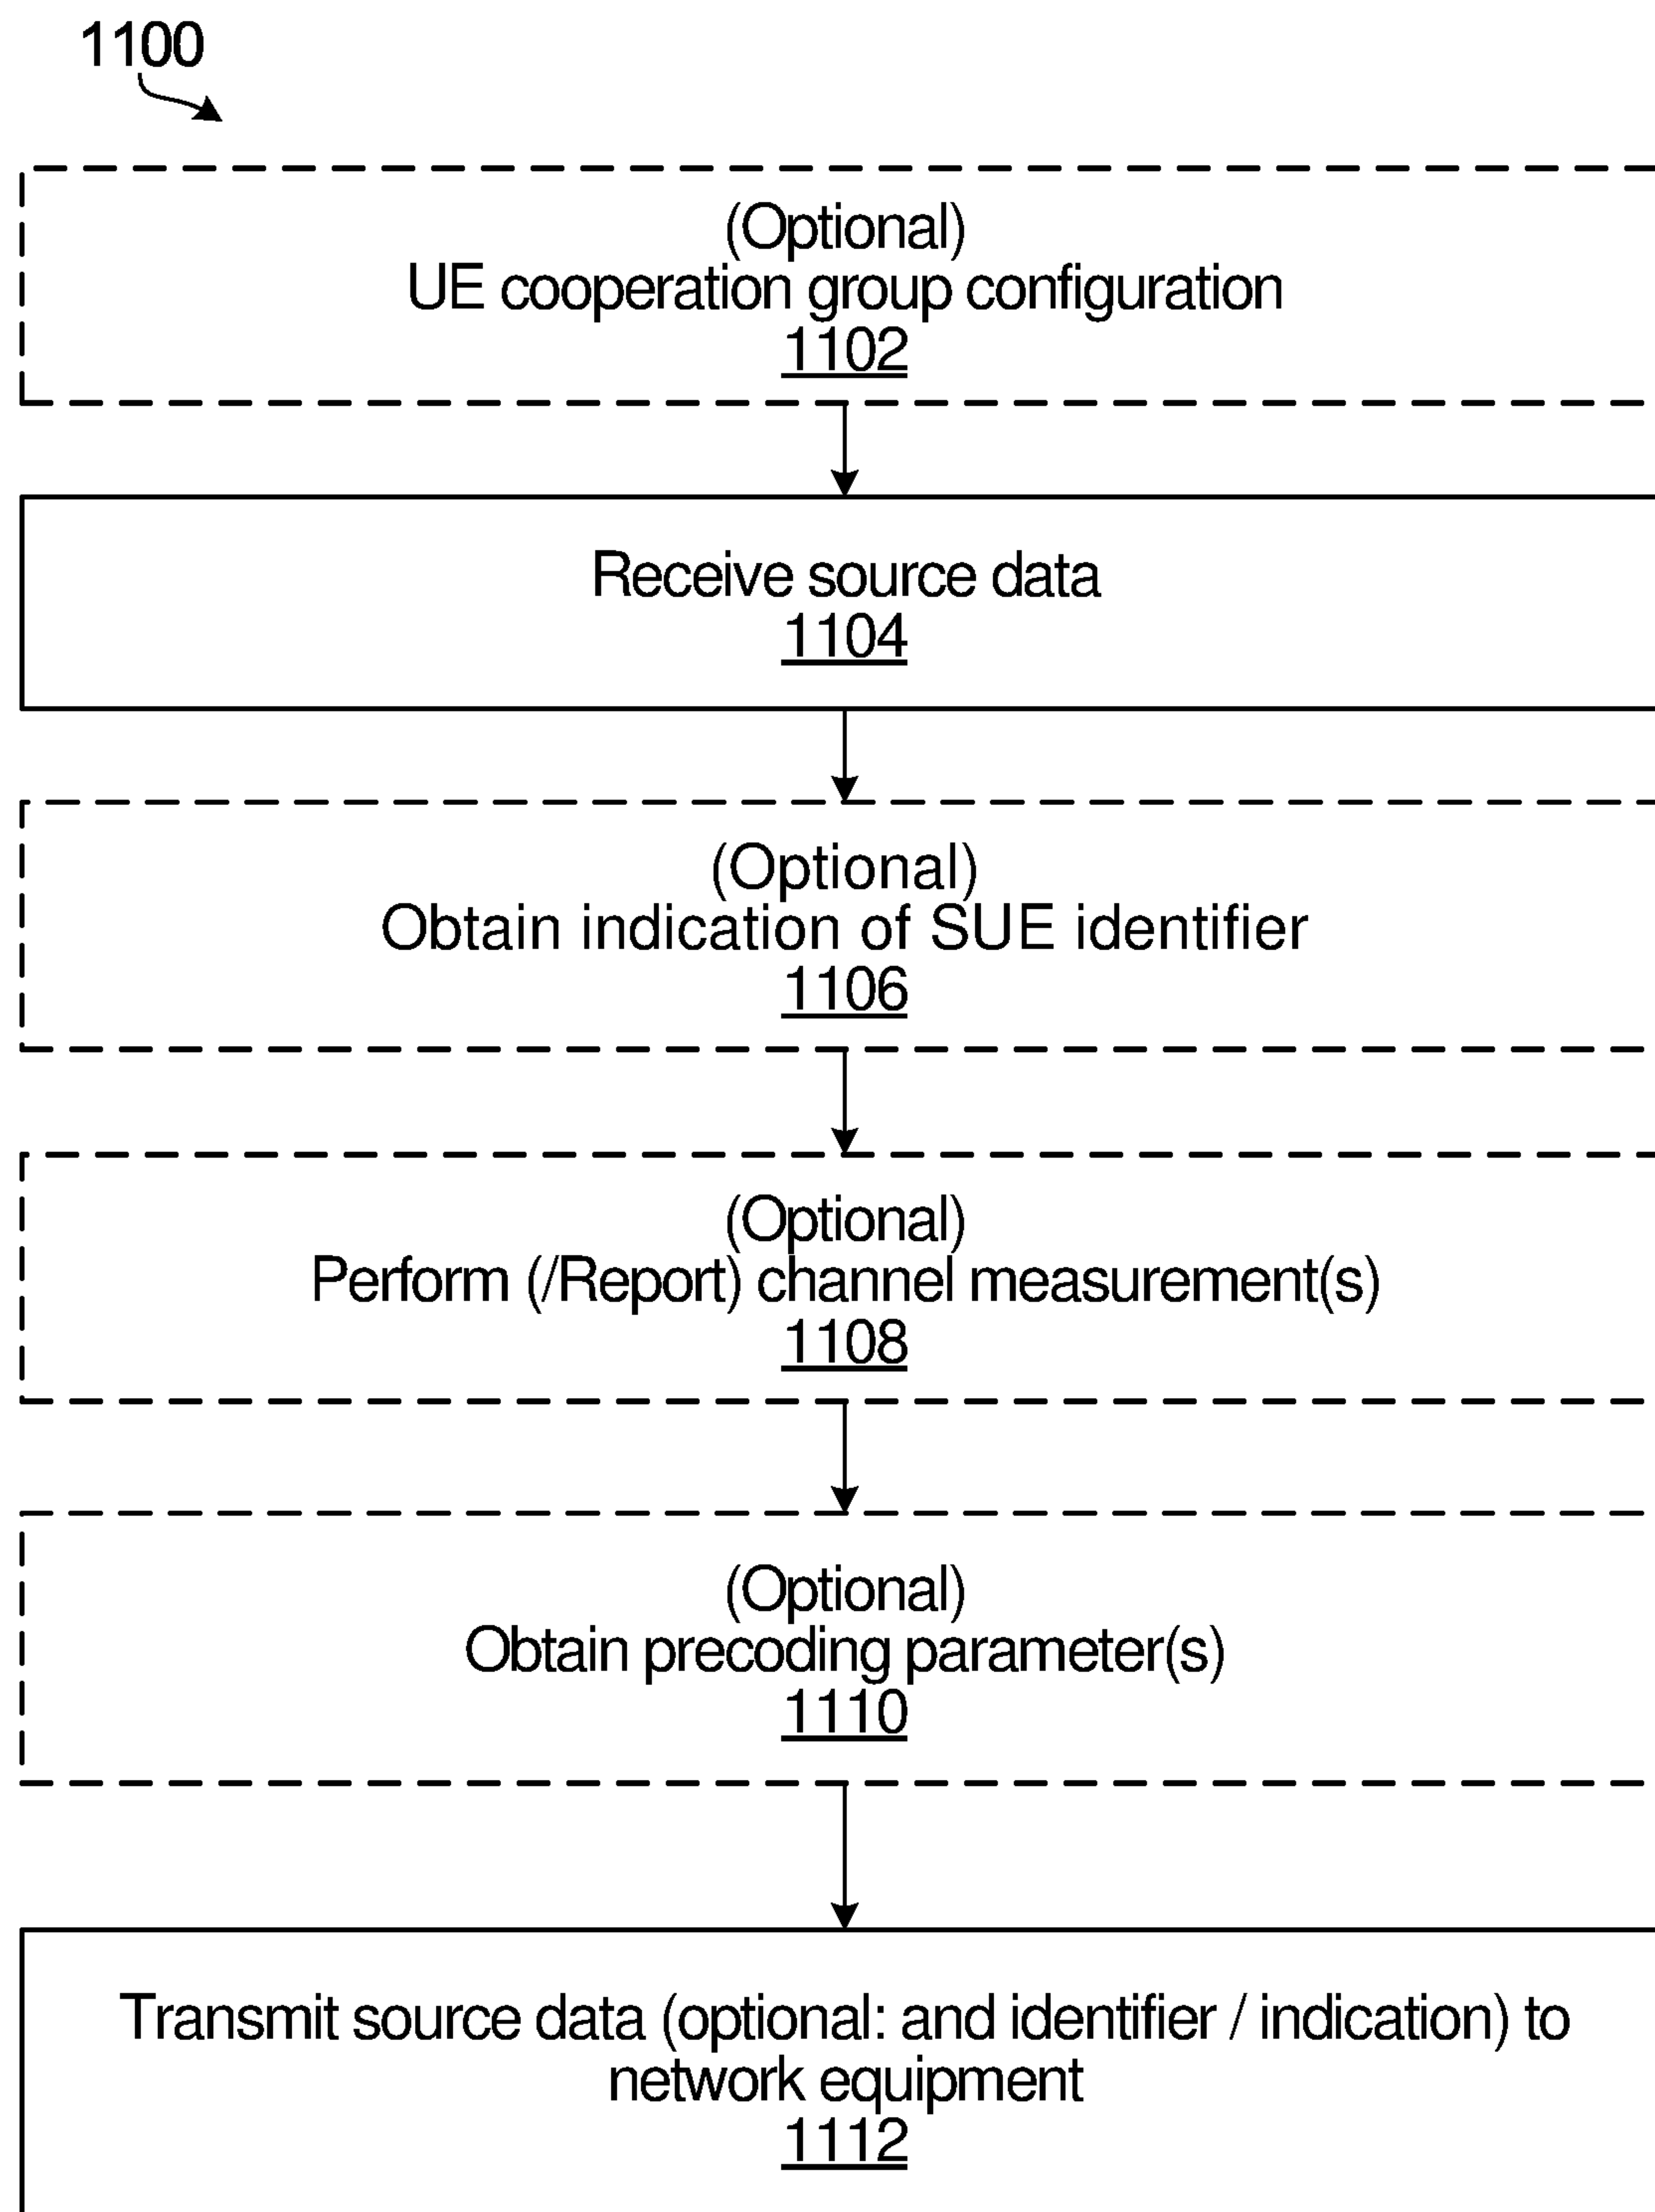 1100
(Optional)
UE cooperation group configuration
1102
Receive source data
1104
(Optional)
Obtain indication of SUE identifier
1106
(Optional)
Perform (/Report) channel measurement(s)
1108
(Optional)
Obtain precoding parameter(s)
1110
Transmit source data (optional: and identifier / indication) to
network equipment
1112